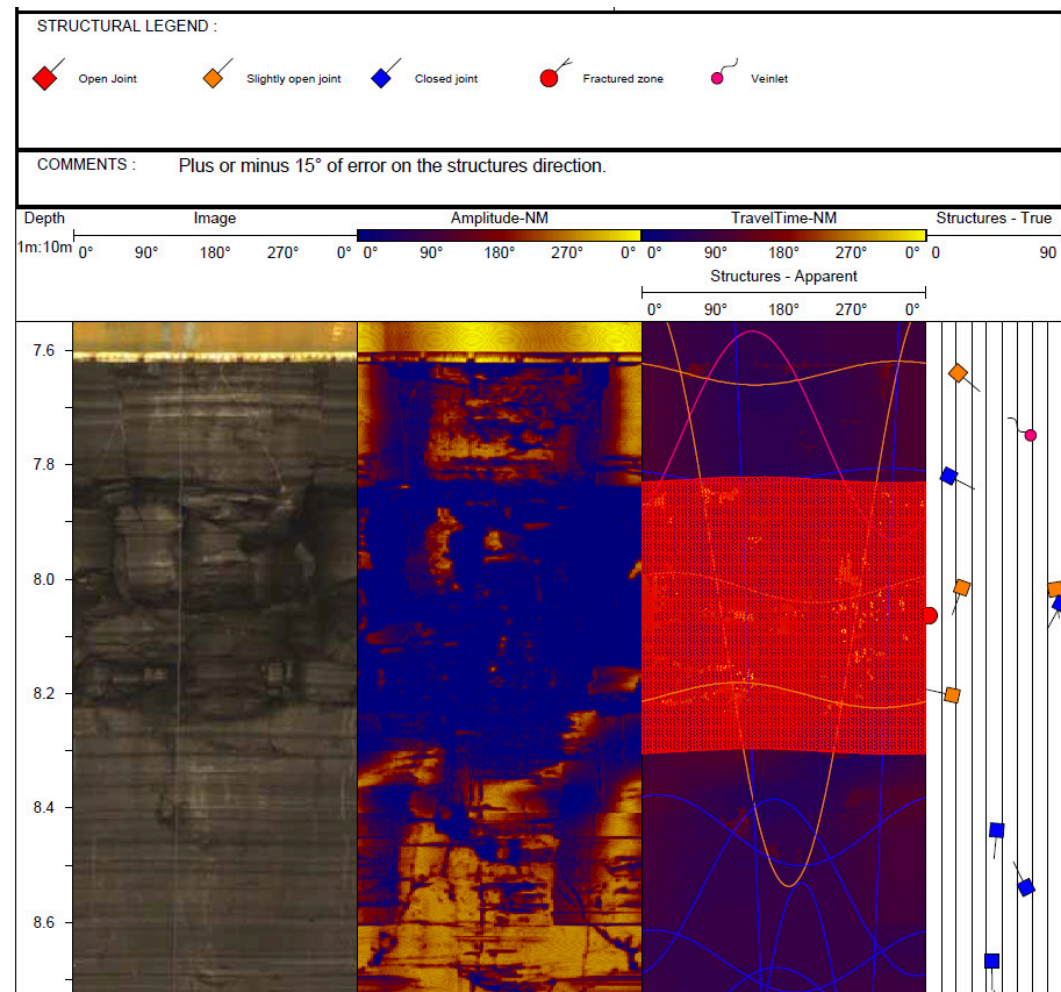 STRUCTURAL LEGEND :
Open Joint Slightly open joint Closed joint Fractured zone Veinlet
COMMENTS : Plus or minus 15° of error on the structures direction.
Depth Image Amplitude-NM TravelTime-NM Structures - True
1m:10m 0° 90° 180° 270° 0° 0° 90° 180° 270° 0° 0° 90° 180° 270° 0° 0 90
Structures - Apparent
0° 90° 180° 270° 0°
7.6
7.8
8.0
8.2
8.4
8.6